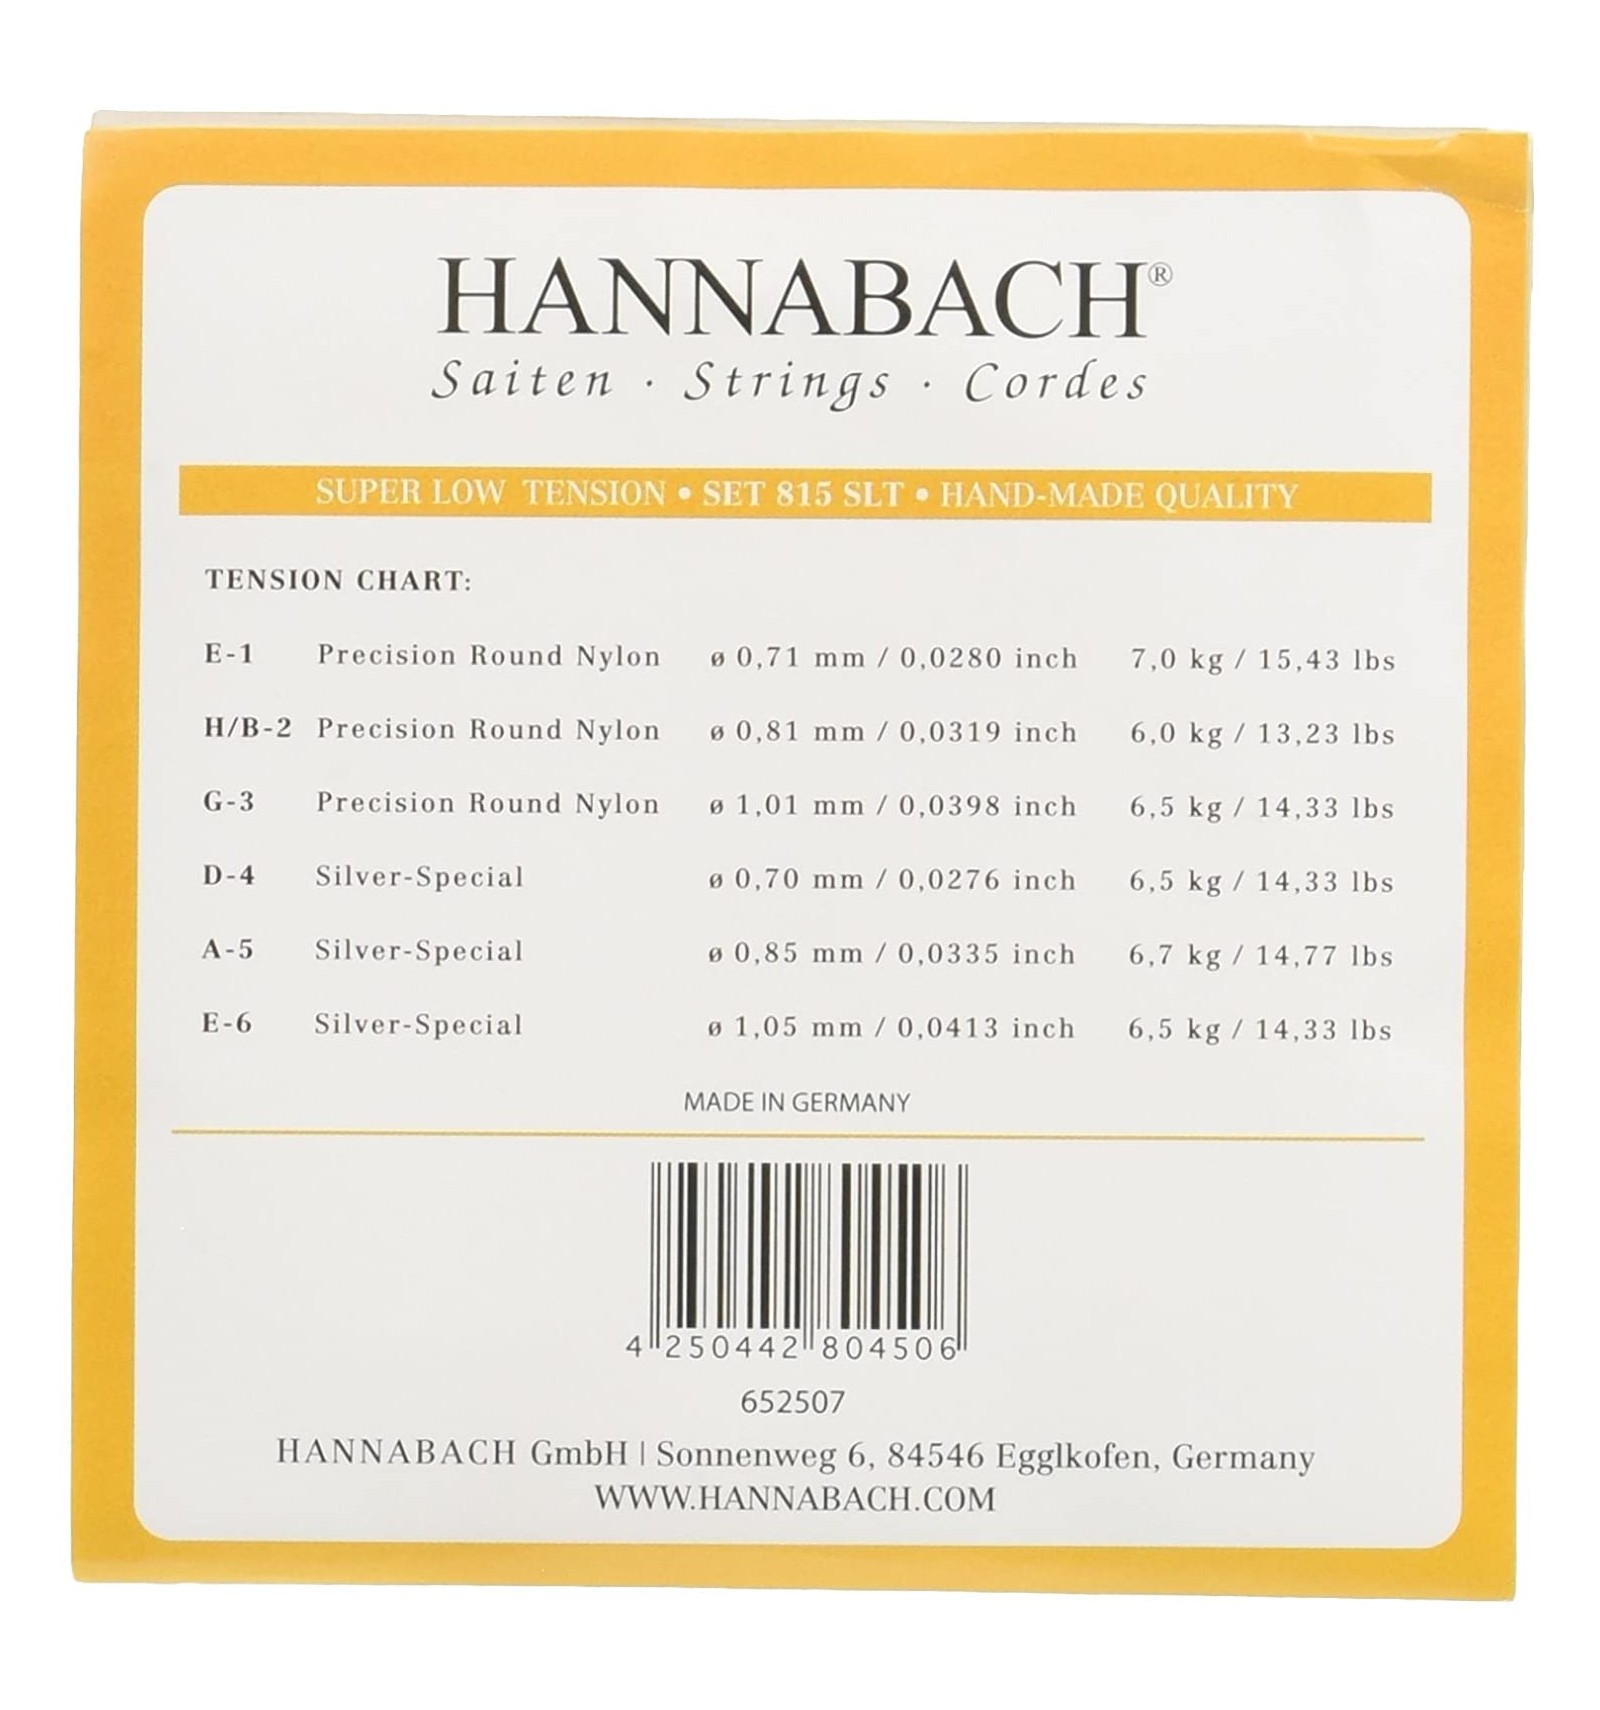 HANNABACH®
Saiten · Strings · Cordes
SUPER LOW TENSION • SET 815 SLT • HAND-MADE QUALITY
TENSION CHART:
E-1 Precision Round Nylon ø 0,71 mm / 0,0280 inch 7,0 kg / 15,43 lbs
H/B-2 Precision Round Nylon ø 0,81 mm / 0,0319 inch 6,0 kg / 13,23 lbs
G-3 Precision Round Nylon ø 1,01 mm / 0,0398 inch 6,5 kg / 14,33 lbs
D-4 Silver-Special ø 0,70 mm / 0,0276 inch 6,5 kg / 14,33 lbs
A-5 Silver-Special ø 0,85 mm / 0,0335 inch 6,7 kg / 14,77 lbs
E-6 Silver-Special ø 1,05 mm / 0,0413 inch 6,5 kg / 14,33 lbs
MADE IN GERMANY
4 250442 804506
652507
HANNABACH GmbH | Sonnenweg 6, 84546 Egglkofen, Germany
WWW.HANNABACH.COM